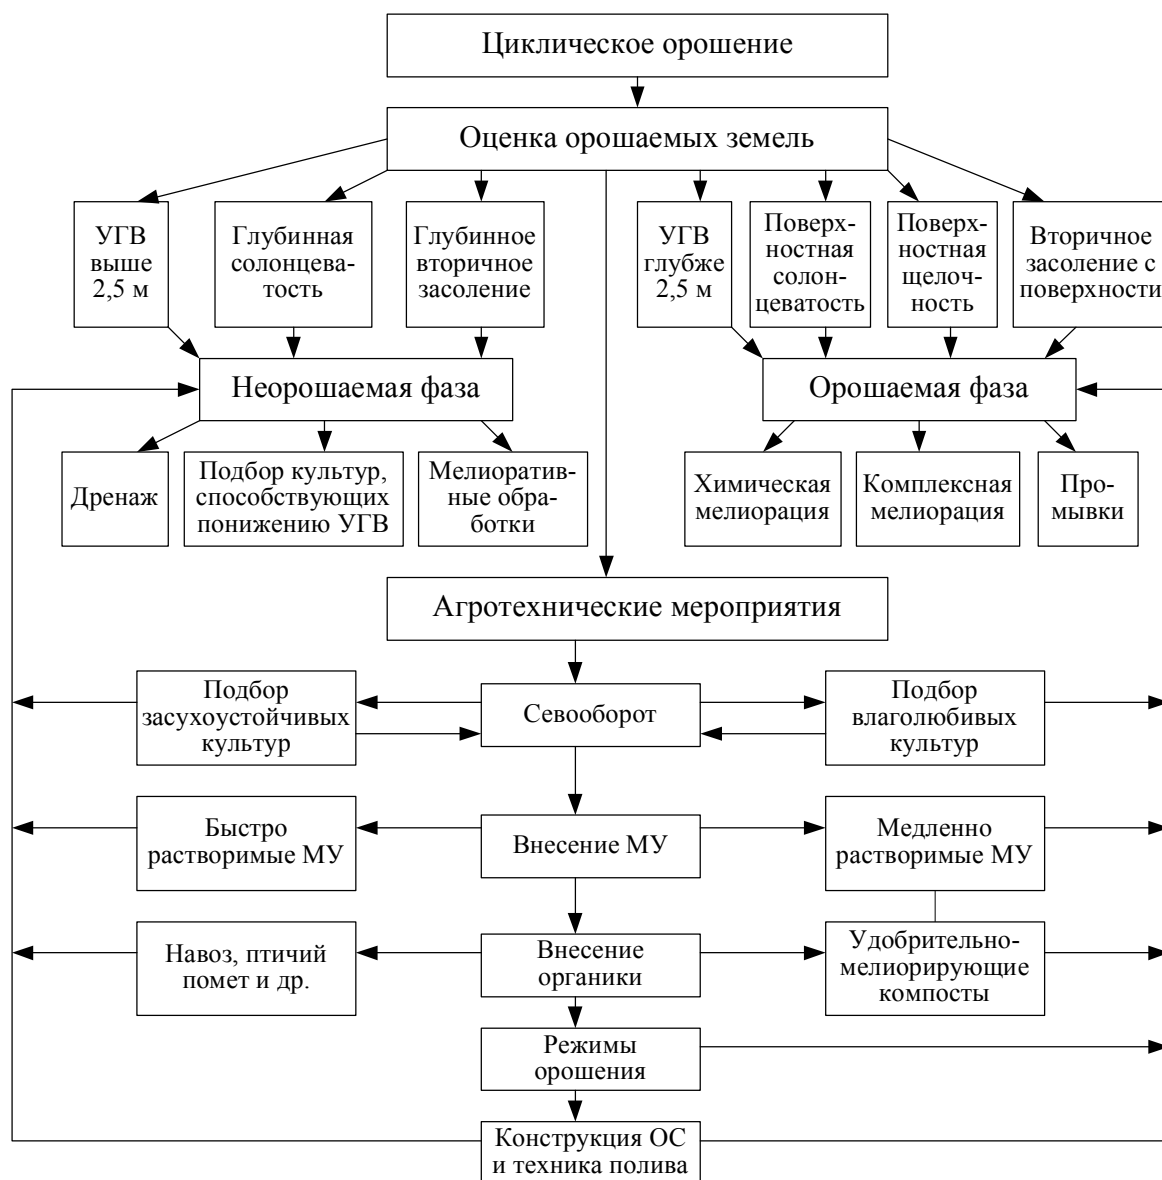 Циклическое орошение
Оценка орошаемых земель
УГВ
выше
2,5 м
Глубинная
солонцева-
тость
Глубинное
вторичное
засоление
УГВ
глубже
2,5 м
Поверх-
ностная
солон-
цеватость
Поверх-
ностная
щелоч-
ность
Вторичное
засоление с
поверхности
Неорошаемая фаза
Орошаемая фаза
Дренаж
Подбор культур,
способствующих
понижению УГВ
Мелиоратив-
ные обра-
ботки
Химическая
мелиорация
Комплексная
мелиорация
Про-
мывки
Агротехнические мероприятия
Подбор
засухоустойчивых
культур
Севооборот
Подбор
влаголюбивых
культур
Быстро
растворимые МУ
Внесение МУ
Медленно
растворимые МУ
Навоз, птичий
помет и др.
Внесение
органики
Удобрительно-
мелиорирующие
компосты
Режимы
орошения
Конструкция ОС
и техника полива